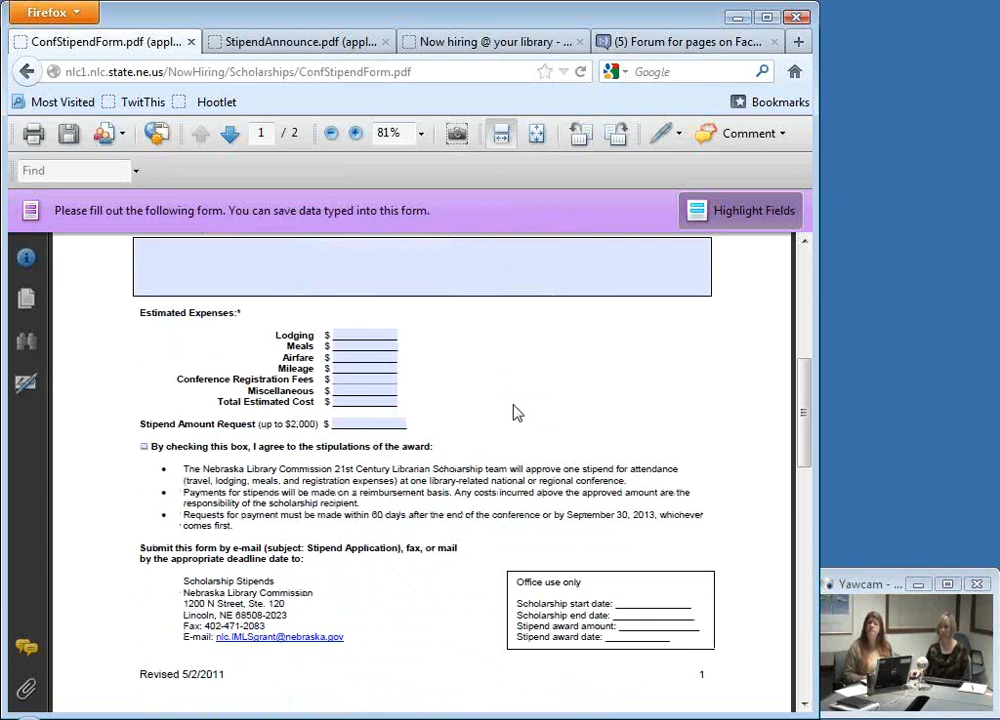 Firefox
ConfStipendForm.pdf (appl... × StipendAnnounce.pdf (appl... × Now hiring @ your library - ... × (5) Forum for pages on Fac... × +
nlc1.nlc.state.ne.us/NowHiring/Scholarships/ConfStipendForm.pdf Google
Most Visited TwitThis Hootlet Bookmarks
1 / 2 81% Comment
Find
Please fill out the following form. You can save data typed into this form. Highlight Fields
Estimated Expenses:*
Lodging $
Meals $
Airfare $
Mileage $
Conference Registration Fees $
Miscellaneous $
Total Estimated Cost $
Stipend Amount Request (up to $2,000) $
By checking this box, I agree to the stipulations of the award:
• The Nebraska Library Commission 21st Century Librarian Scholarship team will approve one stipend for attendance
(travel, lodging, meals, and registration expenses) at one library-related national or regional conference.
• Payments for stipends will be made on a reimbursement basis. Any costs incurred above the approved amount are the
responsibility of the scholarship recipient.
• Requests for payment must be made within 60 days after the end of the conference or by September 30, 2013, whichever
comes first.
Submit this form by e-mail (subject: Stipend Application), fax, or mail
by the appropriate deadline date to:
Scholarship Stipends
Nebraska Library Commission
1200 N Street, Ste. 120
Lincoln, NE 68508-2023
Fax: 402-471-2083
E-mail: nlc.IMLSgrant@nebraska.gov
Office use only
Scholarship start date:
Scholarship end date:
Stipend award amount:
Stipend award date:
Revised 5/2/2011 1
Yawcam - ...